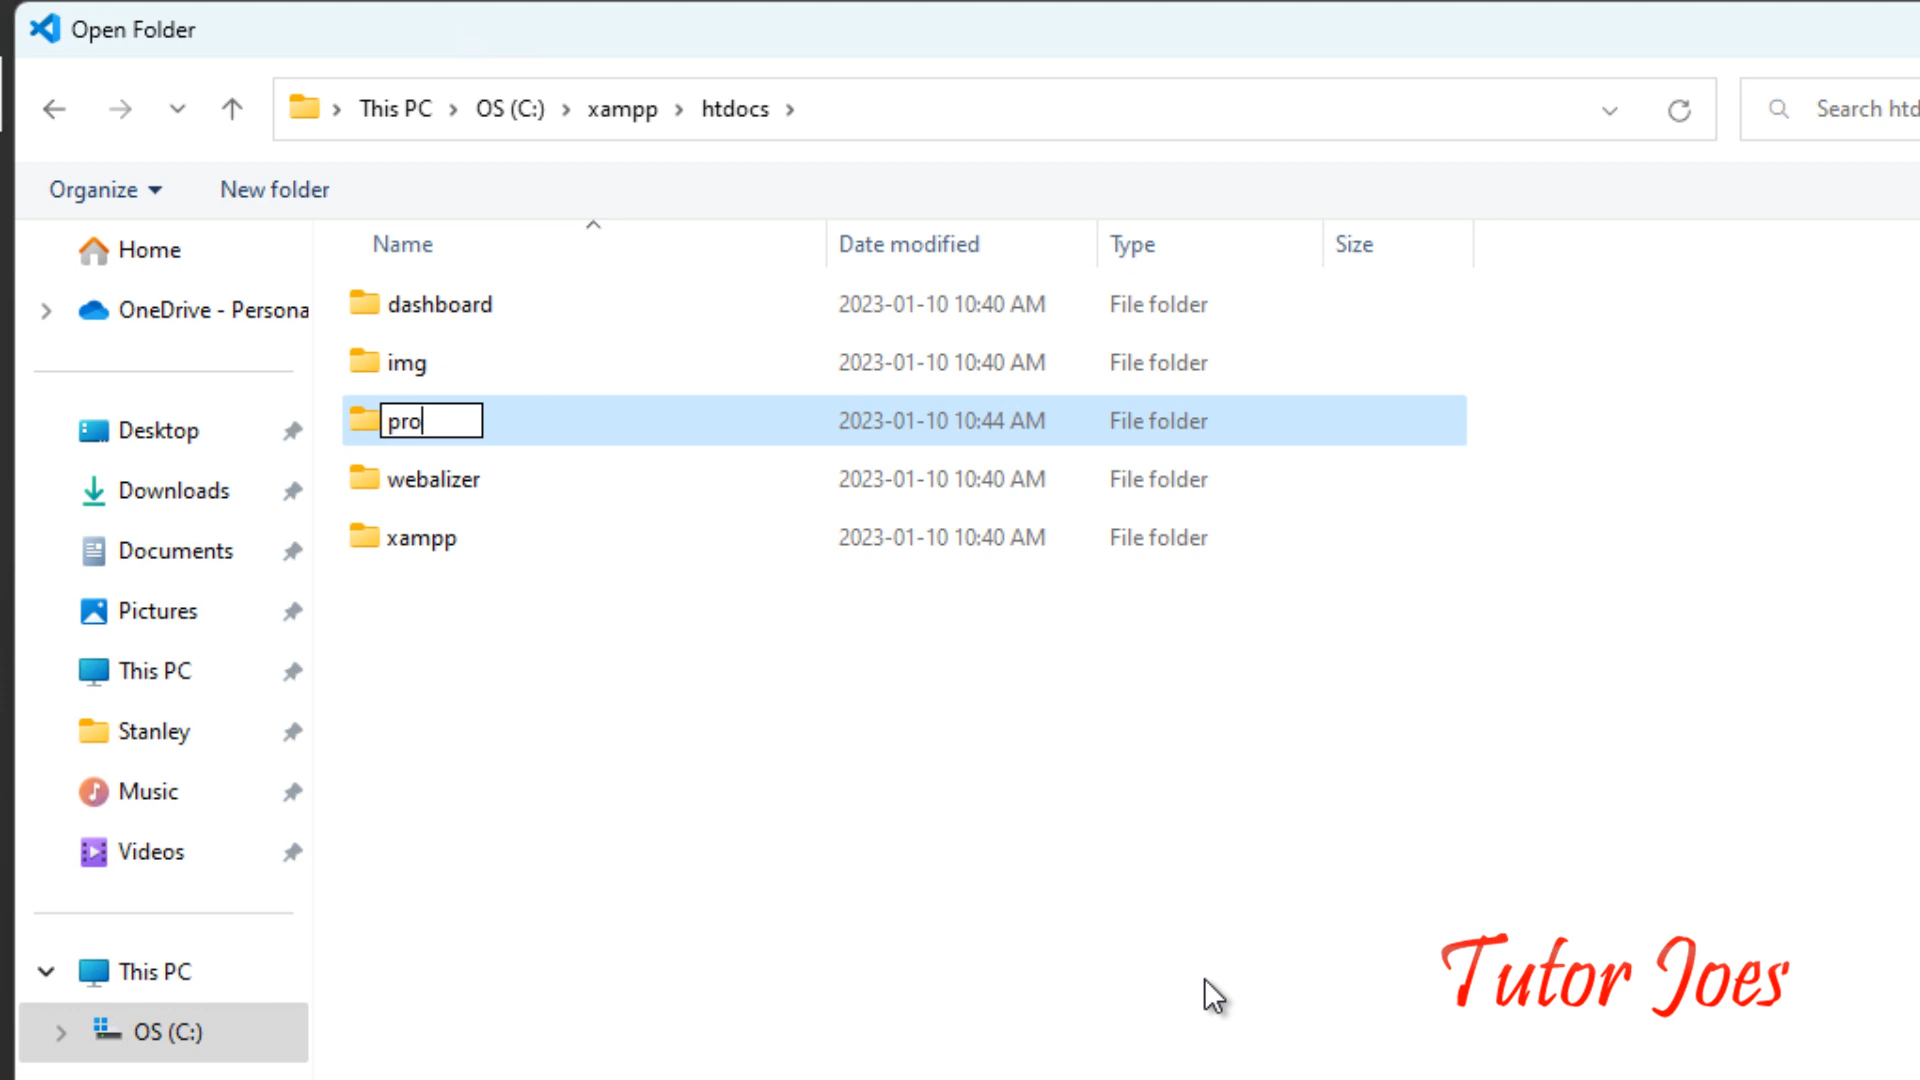 Open Folder
This PC > OS (C:) > xampp > htdocs >
Search htd
Organize
New folder
Name
Date modified
Type
Size
Home
OneDrive - Persona
Desktop
Downloads
Documents
Pictures
This PC
Stanley
Music
Videos
This PC
OS (C:)
dashboard 2023-01-10 10:40 AM File folder
img 2023-01-10 10:40 AM File folder
pro 2023-01-10 10:44 AM File folder
webalizer 2023-01-10 10:40 AM File folder
xampp 2023-01-10 10:40 AM File folder
Tutor Joes